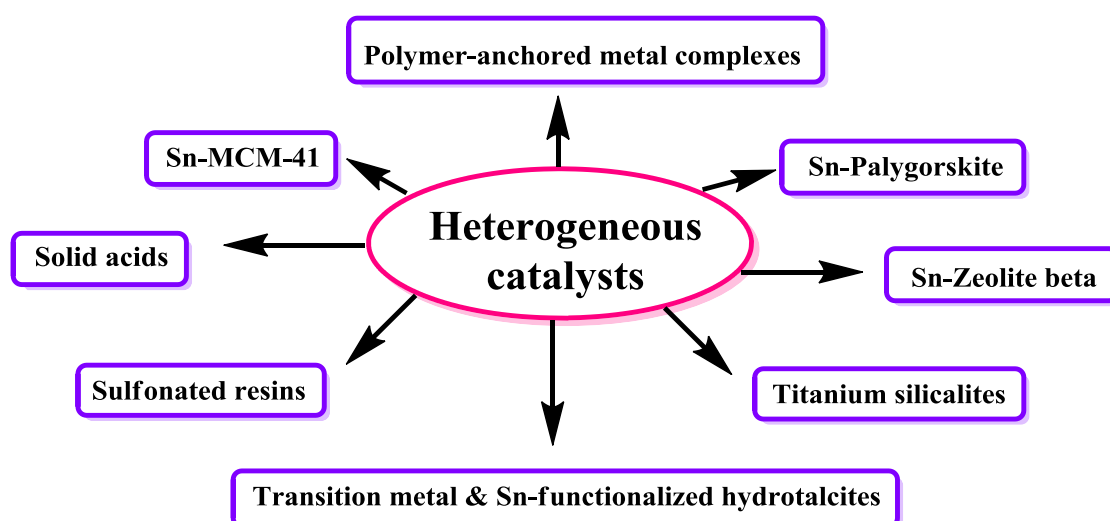 Polymer-anchored metal complexes
Sn-MCM-41
Sn-Palygorskite
Heterogeneous
catalysts
Solid acids
Sn-Zeolite beta
Sulfonated resins
Titanium silicalites
Transition metal & Sn-functionalized hydrotalcites